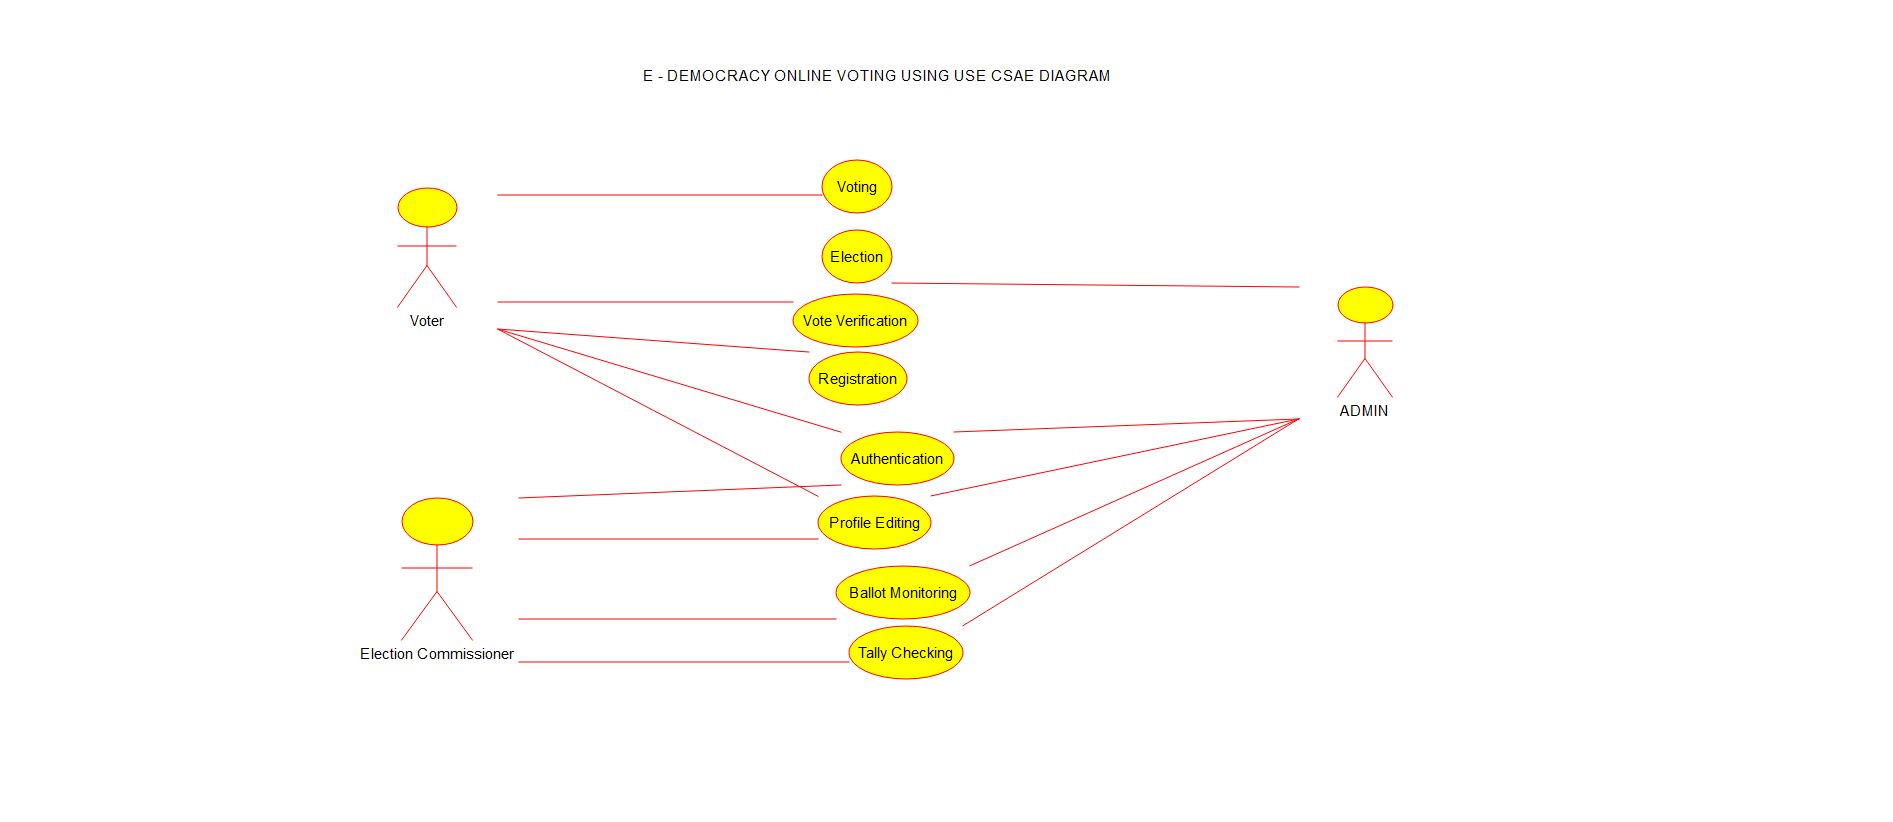 E - DEMOCRACY ONLINE VOTING USING USE CSAE DIAGRAM
Voting
Election
Vote Verification
Voter
Registration
ADMIN
Authentication
Profile Editing
Ballot Monitoring
Election Commissioner
Tally Checking